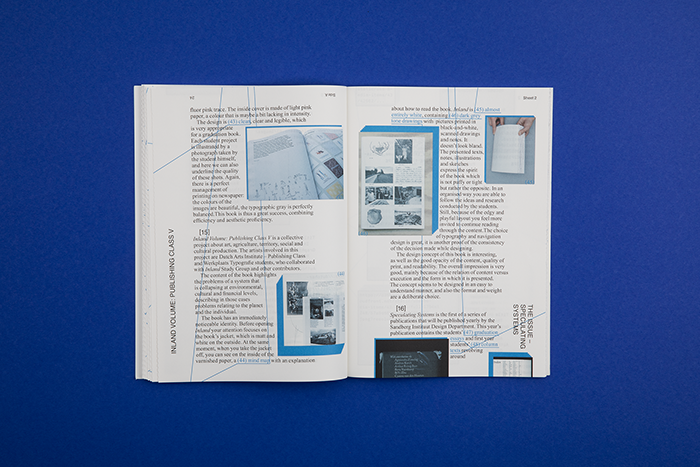 fluor pink trace. The inside cover is made of light pink
paper, a colour that is maybe a bit lacking in intensity.
The design is (43) clean, clear and legible, which
is very appropriate
for a graduation book.
Each student project
is illustrated by a
photograph taken by
the student himself,
and here we can also
underline the quality
of these shots. Again,
there is a perfect
management of
printing on newspaper:
the colours of the
images are beautiful, the typographic gray is perfectly
balanced. This book is thus a great success, combining
efficiency and aesthetic proficiency.
[15]
Inland Volume: Publishing Class V is a collective
project about art, agriculture, territory, social and
cultural production. The artists involved in this
project are Dutch Arts Institute – Publishing Class
and Werkplaats Typografie students, who collaborated
with Inland Study Group and other contributors.
The content of the book highlights
the problems of a system that
is collapsing at environmental,
cultural and financial levels,
describing in those cases
problems relating to the planet
and the individual.
The book has an immediately
noticeable identity. Before opening
Inland your attention focuses on
the book's jacket, which is matt and
white on the outside. At the same
moment, when you take the jacket
off, you can see on the inside of the
varnished paper, a (44) mind map with an explanation
INLAND VOLUME: PUBLISHING CLASS V
Sheet 2
about how to read the book. Inland is (45) almost
entirely white, containing (46) dark grey
line drawings with pictures printed in
black-and-white,
scanned drawings
and notes. It
doesn't look bland.
The presented texts,
notes, illustrations
and sketches
express the spirit
of the book which
is not puffy or tight
but rather the opposite. In an
organised way you are able to
follow the ideas and research
conducted by the students.
Still, because of the edgy and
playful layout you feel more
invited to continue reading
through the content. The choice
of typography and navigation
design is great, it is another proof of the consistency
of the decision made while designing.
The design concept of this book is interesting,
as well as the good opacity of the content, quality of
print, and readability. The overall impression is very
good, mainly because of the relation of content versus
execution and the form in which it is presented.
The concept seems to be designed in an easy to
understand manner, and also the format and weight
are a deliberate choice.
[16]
Speculating Systems is the first of a series of
publications that will be published yearly by the
Sandberg Instituut Design Department. This year's
publication contains the students' (47) graduation
essays and first year
students' (48) column
texts revolving
around
THE ISSUE:
SPECULATING
SYSTEMS